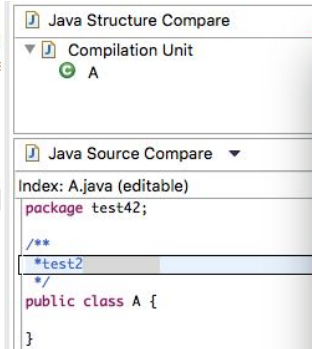 Java Structure Compare
Compilation Unit
A
Java Source Compare
Index: A.java (editable)
package test42;
/**
*test2
*/
public class A {
}